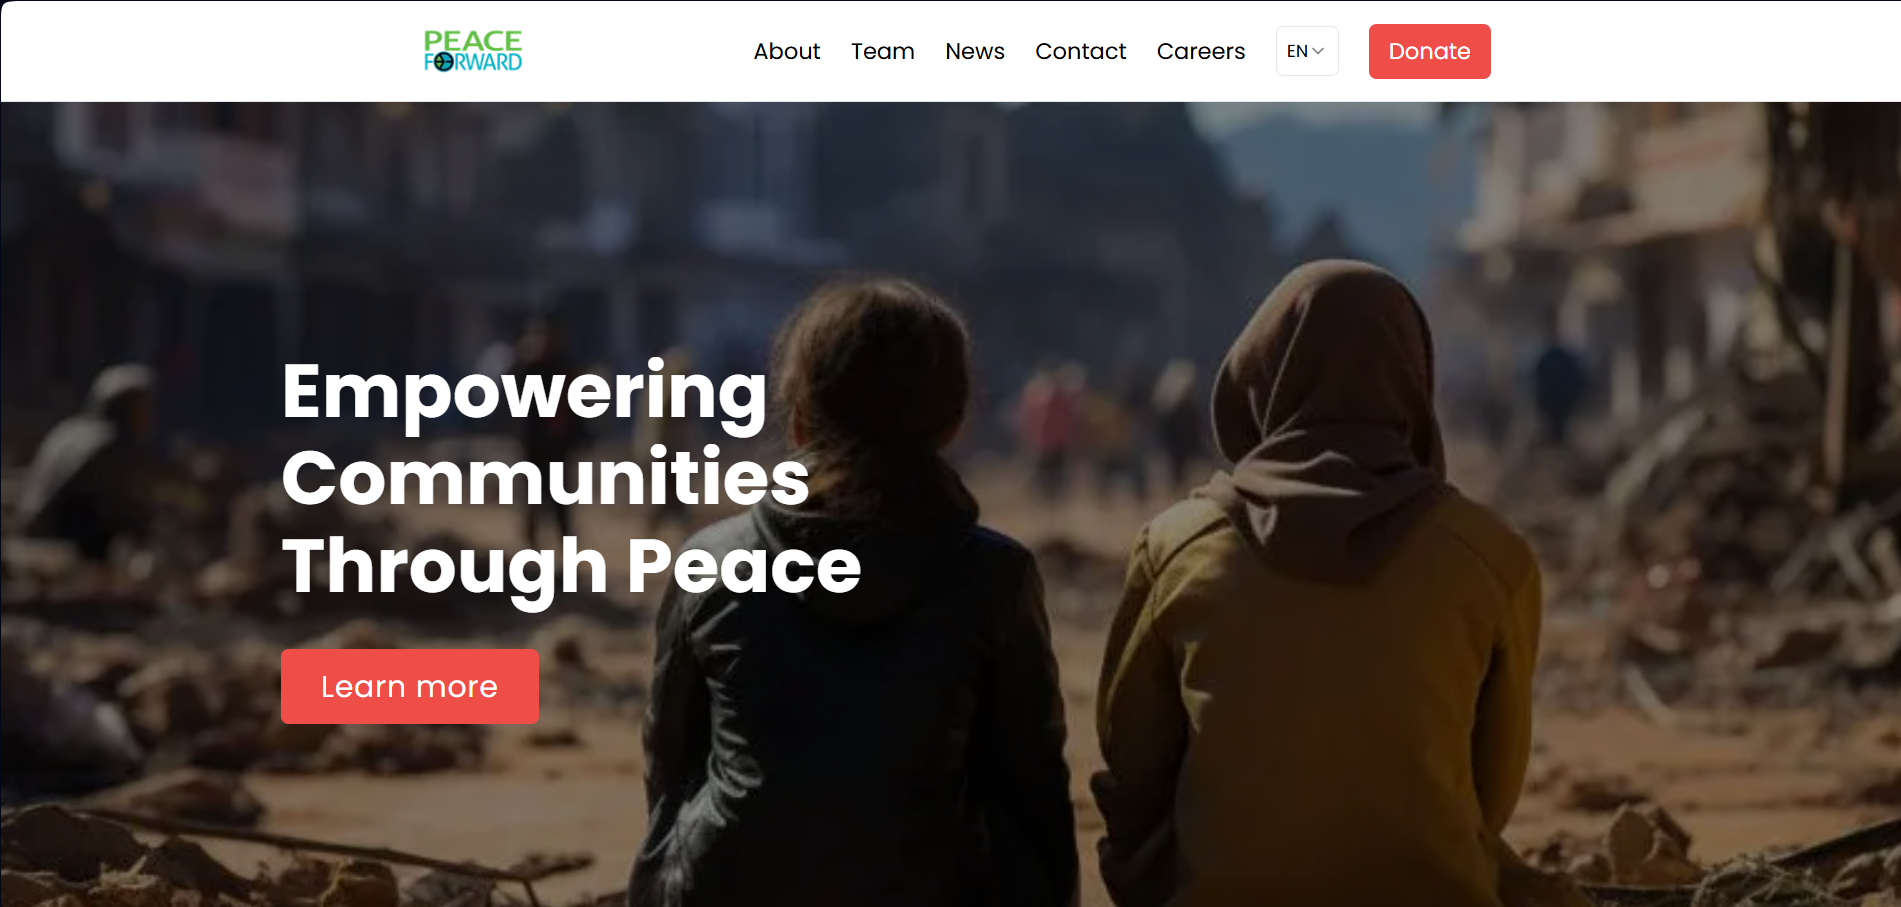 PEACE
FORWARD
About Team News Contact Careers EN Donate
Empowering
Communities
Through Peace
Learn more